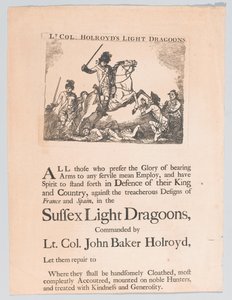 Lt. Col. Holroyd's Light Dragoons
ALL those who prefer the Glory of bearing
Arms to any servile mean Employ, and have
Spirit to stand forth in Defence of their King
and Country, against the treacherous Designs of
France and Spain, in the
Suſſex Light Dragoons,
Commanded by
Lt. Col. John Baker Holroyd,
Let them repair to
Where they ſhall be handſomely Cloathed, moſt
compleatly Accoutred, mounted on noble Hunters,
and treated with Kindneſs and Generoſity.